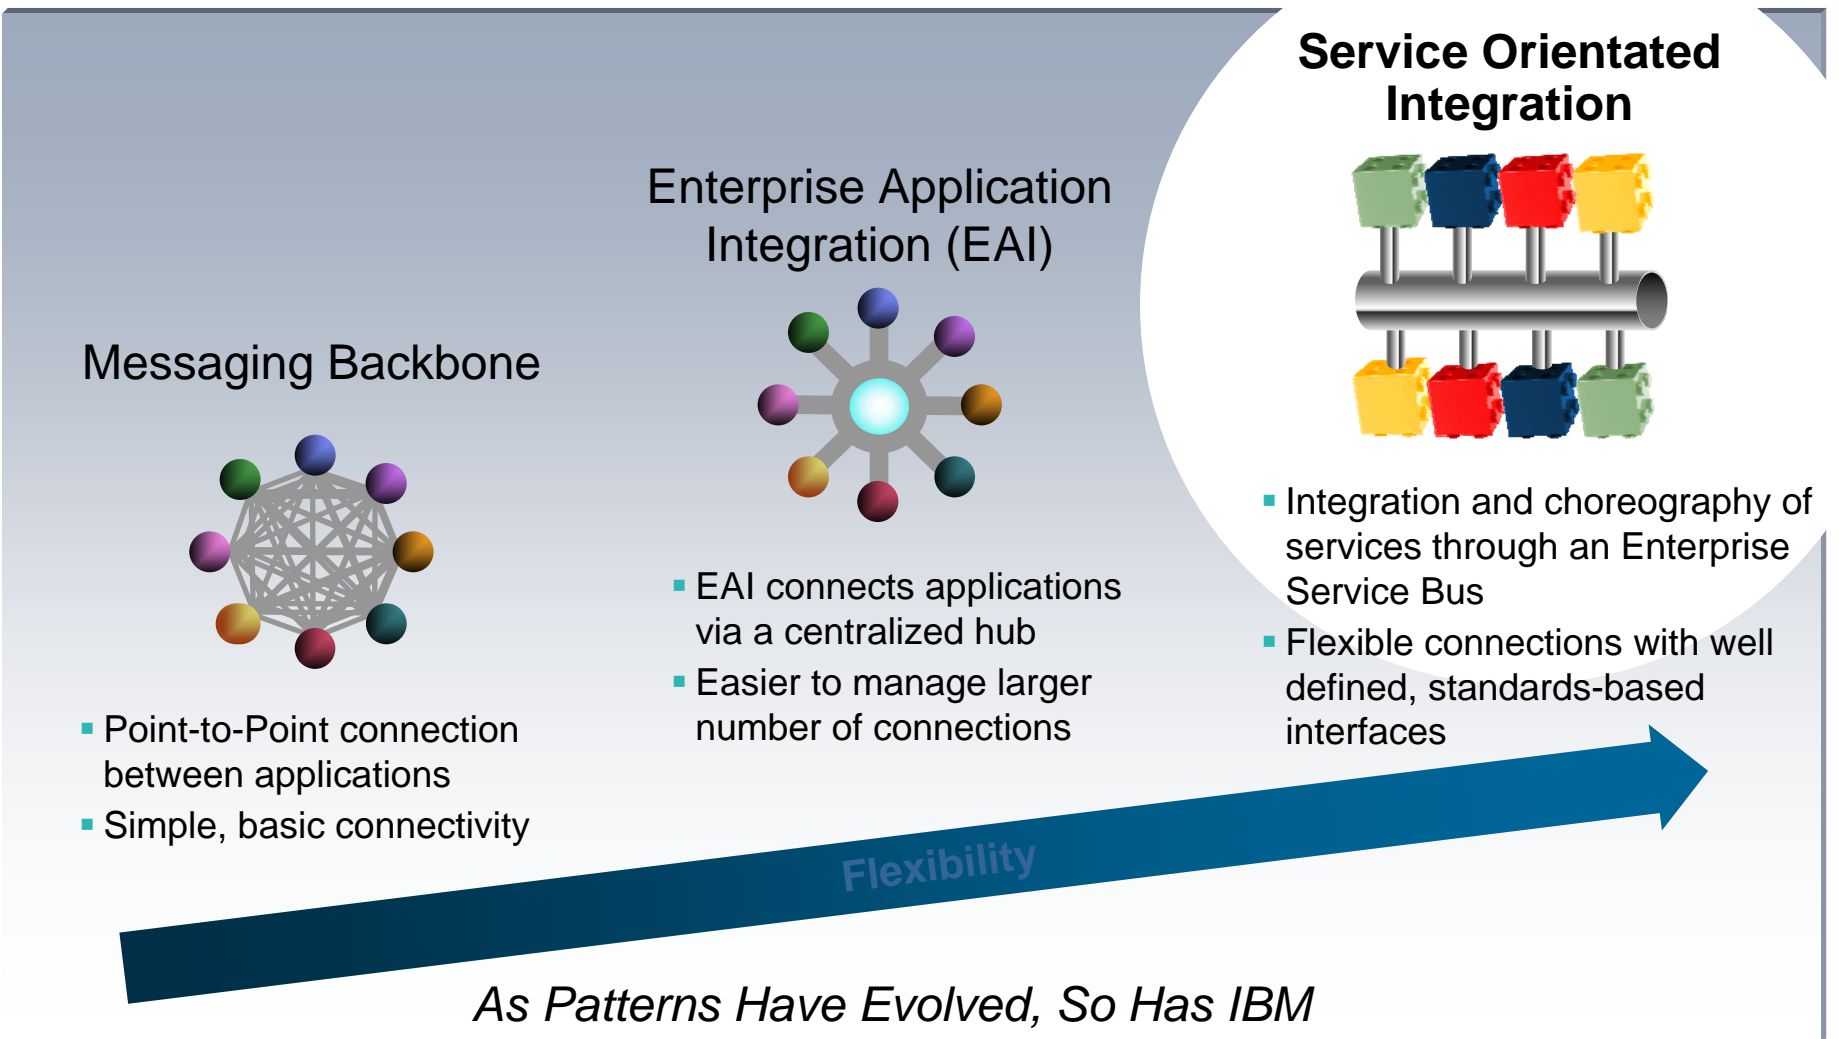 Service Orientated
Integration
Enterprise Application
Integration (EAI)
Messaging Backbone
Point-to-Point connection
between applications
Simple, basic connectivity
EAI connects applications
via a centralized hub
Easier to manage larger
number of connections
Integration and choreography of
services through an Enterprise
Service Bus
Flexible connections with well
defined, standards-based
interfaces
Flexibility
As Patterns Have Evolved, So Has IBM